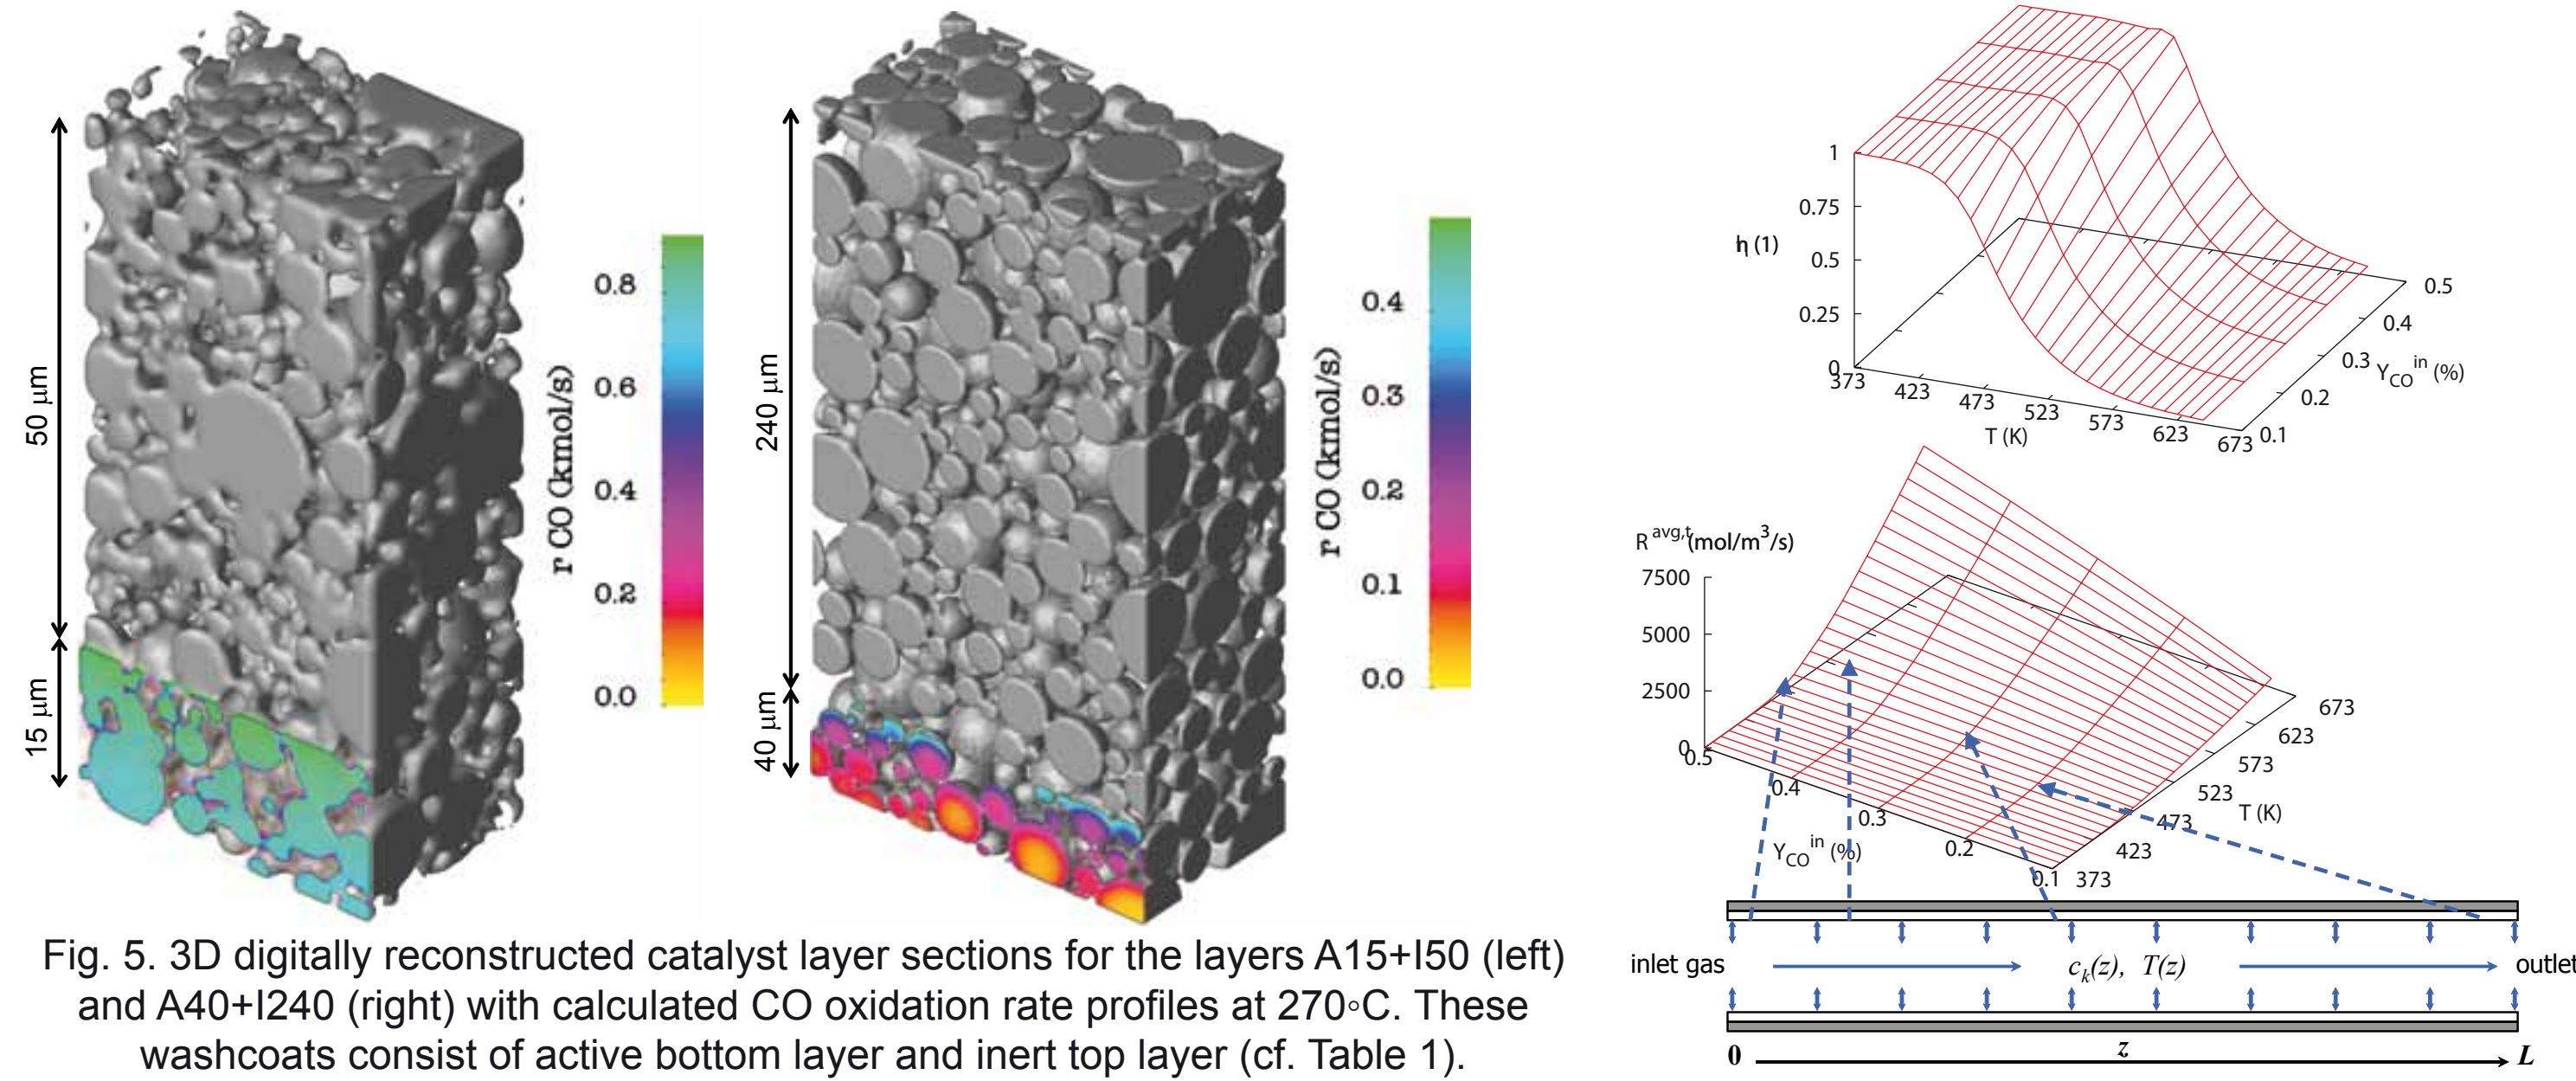 50 µm
15 µm
r CO (kmol/s)
0.8
0.6
0.4
0.2
0.0
240 µm
40 µm
r CO (kmol/s)
0.4
0.3
0.2
0.1
0.0
Fig. 5. 3D digitally reconstructed catalyst layer sections for the layers A15+I50 (left)
and A40+I240 (right) with calculated CO oxidation rate profiles at 270◦C. These
washcoats consist of active bottom layer and inert top layer (cf. Table 1).
η (1)
1
0.75
0.5
0.25
0
373
423
473
523
573
623
673
T (K)
0.1
0.2
0.3
0.4
0.5
Y_CO^in (%)
R^avg,t (mol/m³/s)
7500
5000
2500
0
0.5
0.4
0.3
0.2
0.1
Y_CO^in (%)
373
423
473
523
573
623
673
T (K)
inlet gas
c_k(z), T(z)
outlet
0
z
L